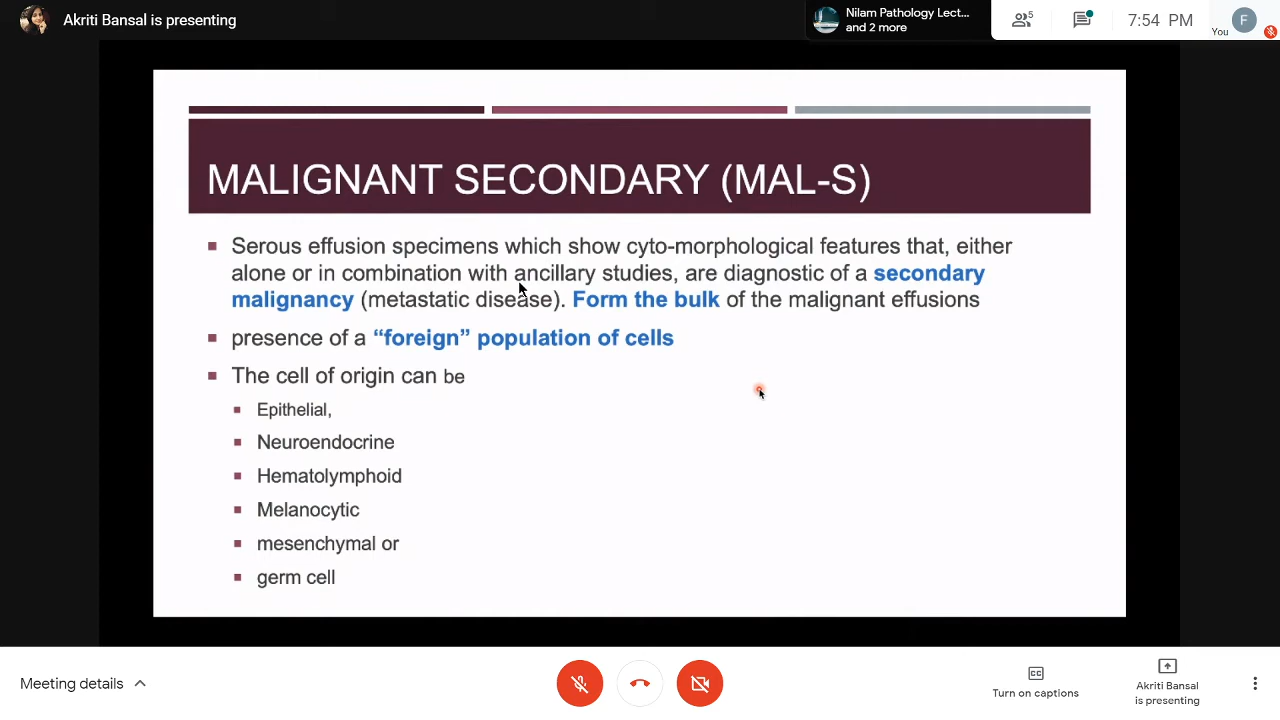 Akriti Bansal is presenting
Nilam Pathology Lect...
and 2 more
5
7:54 PM
You
F
MALIGNANT SECONDARY (MAL-S)
Serous effusion specimens which show cyto-morphological features that, either
alone or in combination with ancillary studies, are diagnostic of a secondary
malignancy (metastatic disease). Form the bulk of the malignant effusions
presence of a “foreign” population of cells
The cell of origin can be
Epithelial,
Neuroendocrine
Hematolymphoid
Melanocytic
mesenchymal or
germ cell
Meeting details
CC
Turn on captions
Akriti Bansal
is presenting